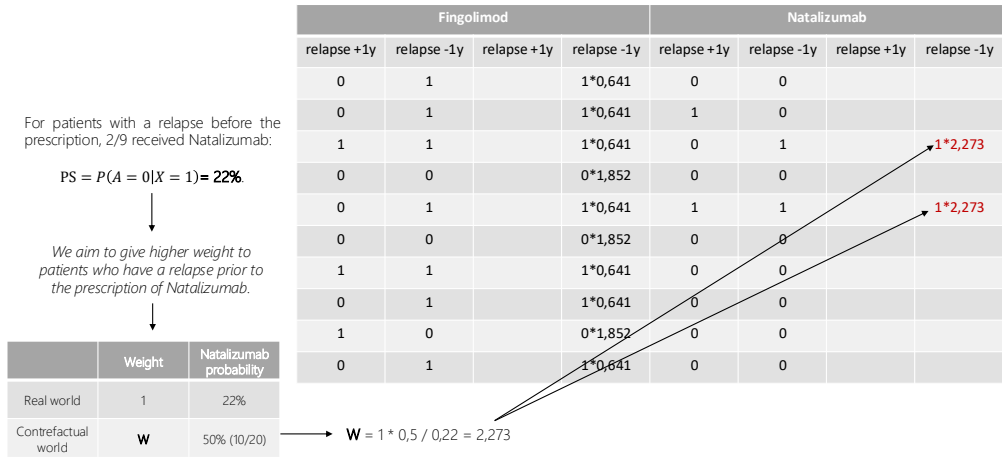 Fingolimod Natalizumab
relapse +1y relapse -1y relapse +1y relapse -1y relapse +1y relapse -1y relapse +1y relapse -1y
0 1 1*0,641 0 0
0 1 1*0,641 1 0
1 1 1*0,641 0 1 1*2,273
0 0 0*1,852 0 0
0 1 1*0,641 1 1 1*2,273
0 0 0*1,852 0 0
1 1 1*0,641 0 0
0 1 1*0,641 0 0
1 0 0*1,852 0 0
0 1 1*0,641 0 0
For patients with a relapse before the
prescription, 2/9 received Natalizumab:
PS = P(A = 0|X = 1)= 22%.
We aim to give higher weight to
patients who have a relapse prior to
the prescription of Natalizumab.
Weight Natalizumab
probability
Real world 1 22%
Contrefactual
world W 50% (10/20)
W = 1 * 0,5 / 0,22 = 2,273